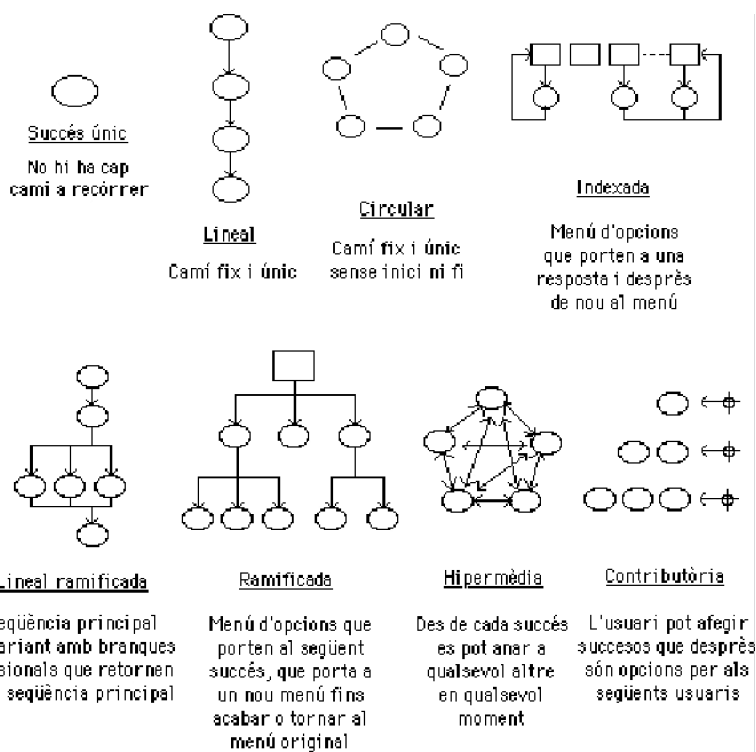 Succés únic
No hi ha cap
cami a recórrer
Lineal
Camí fix i únic
Circular
Camí fix i únic
sense inici ni fi
Indexada
Menú d'opcions
que porten a una
resposta i desprès
de nou al menú
Lineal ramificada
eqüència principal
ariant amb branques
sionals que retornen
seqüència principal
Ramificada
Menú d'opcions que
porten al següent
succés, que porta a
un nou menú fins
acabar o tornar al
menú original
Hipermèdia
Des de cada succés
es pot anar a
qualsevol altre
en qualsevol
moment
Contributòria
L'usuari pot afegir
succesos que desprès
són opcions per als
següents usuaris